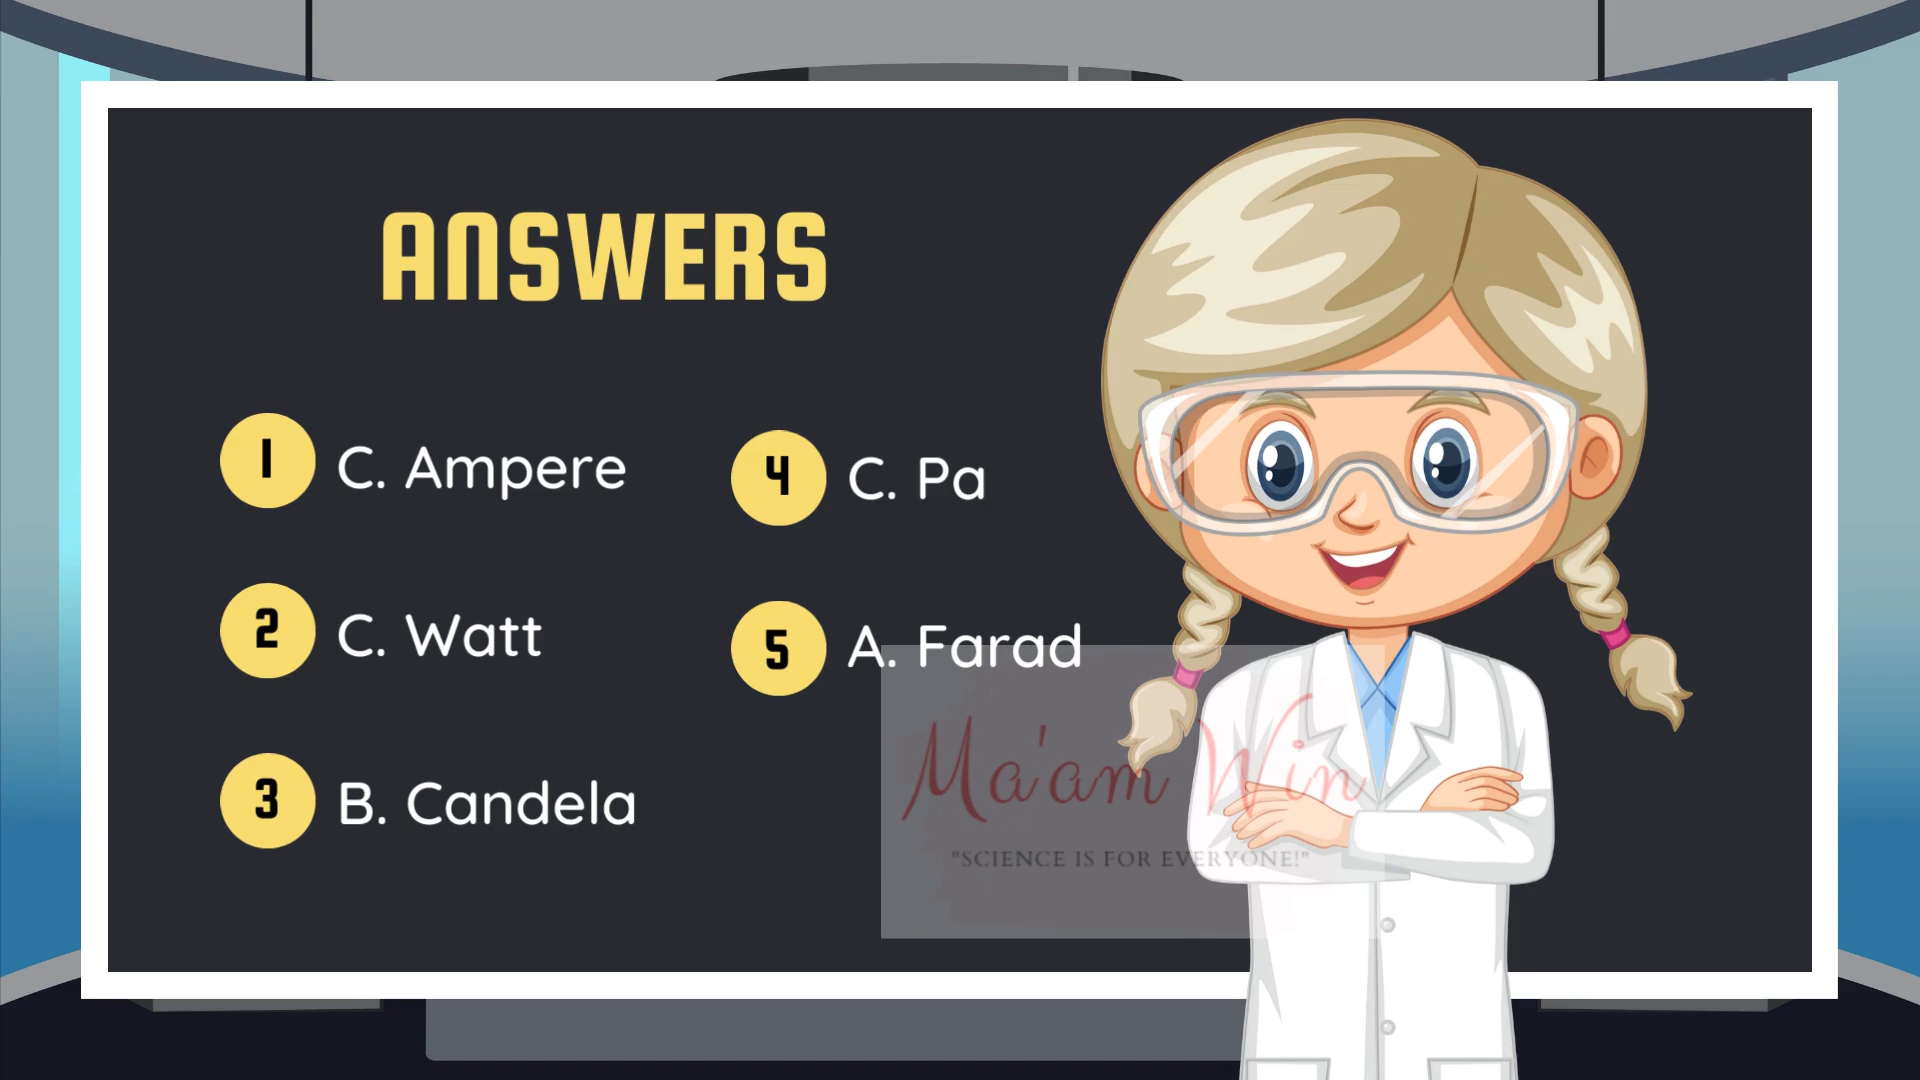 ANSWERS
1 C. Ampere
2 C. Watt
3 B. Candela
4 C. Pa
5 A. Farad
Ma'am Win
"SCIENCE IS FOR EVERYONE!"